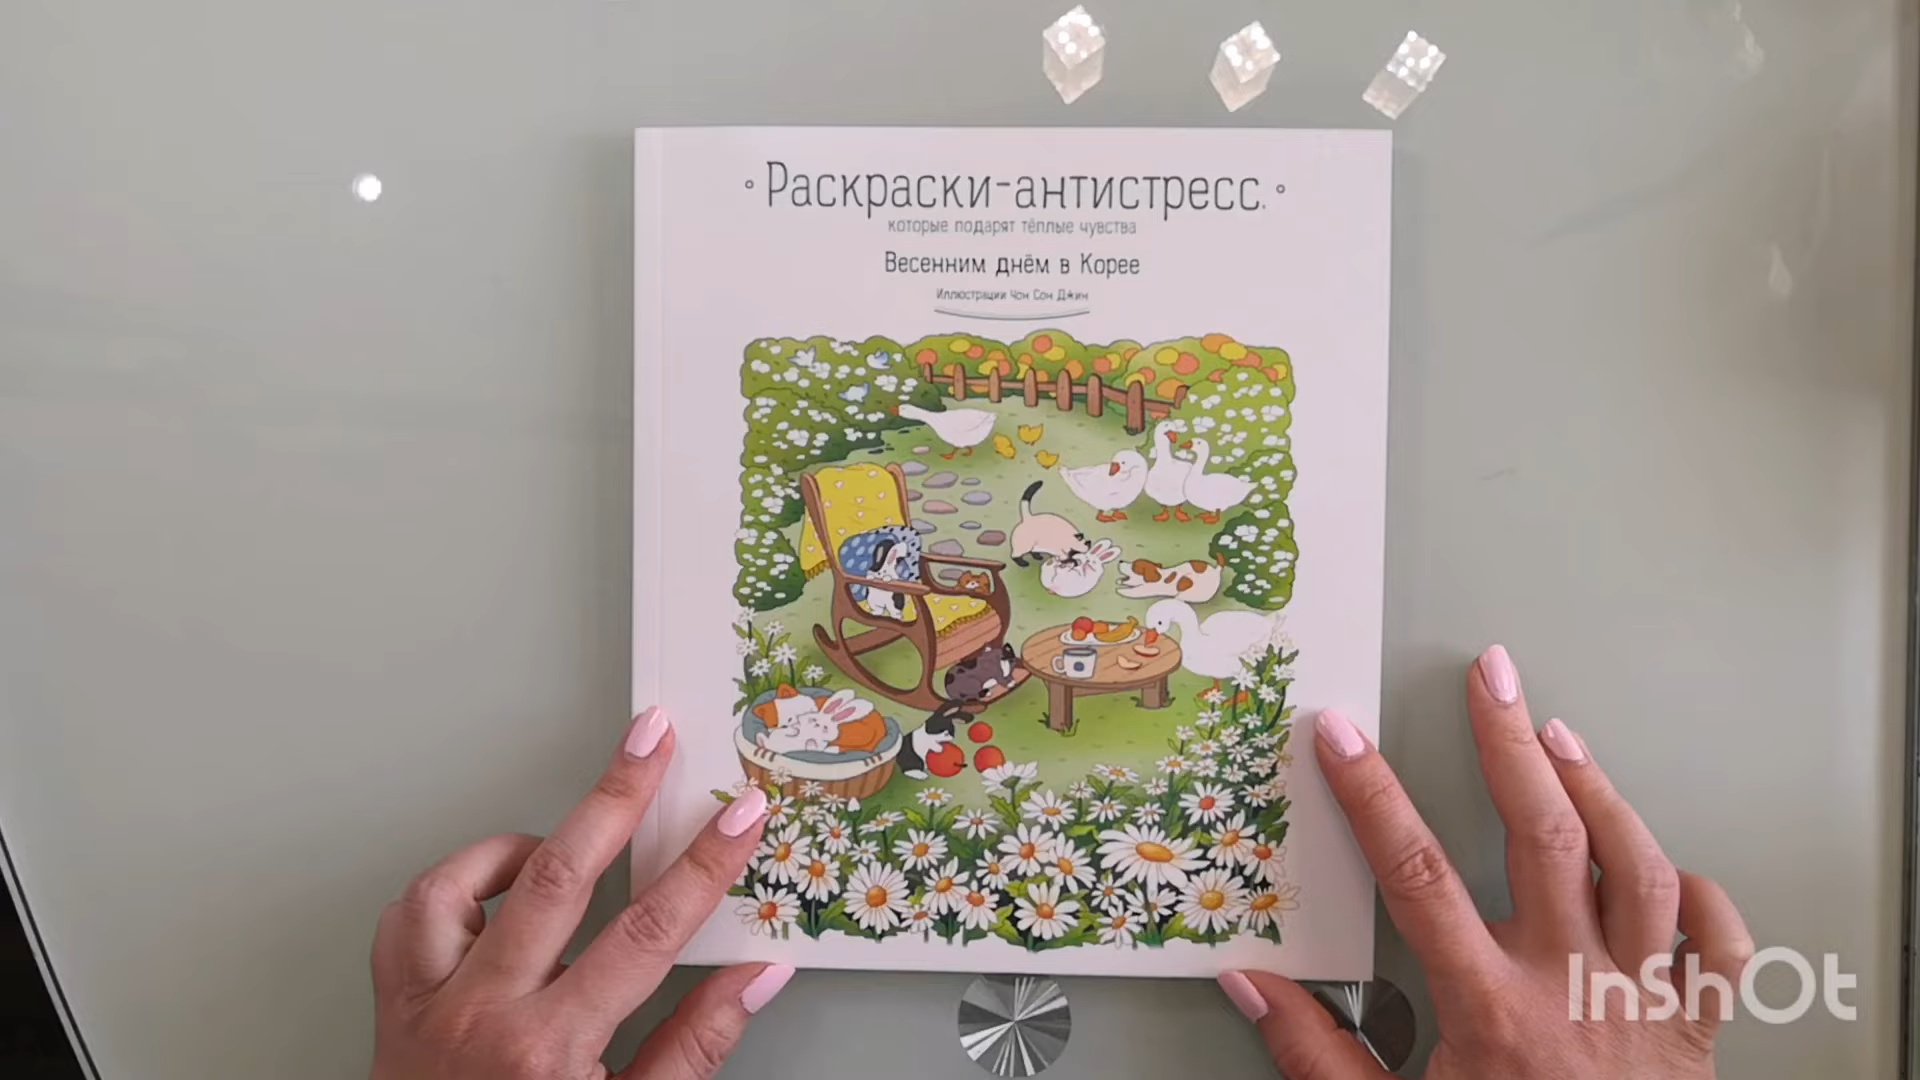 Раскраски-антистресс,
которые подарят тёплые чувства
Весенним днём в Корее
Иллюстрации Чон Сон Джин
InShOt